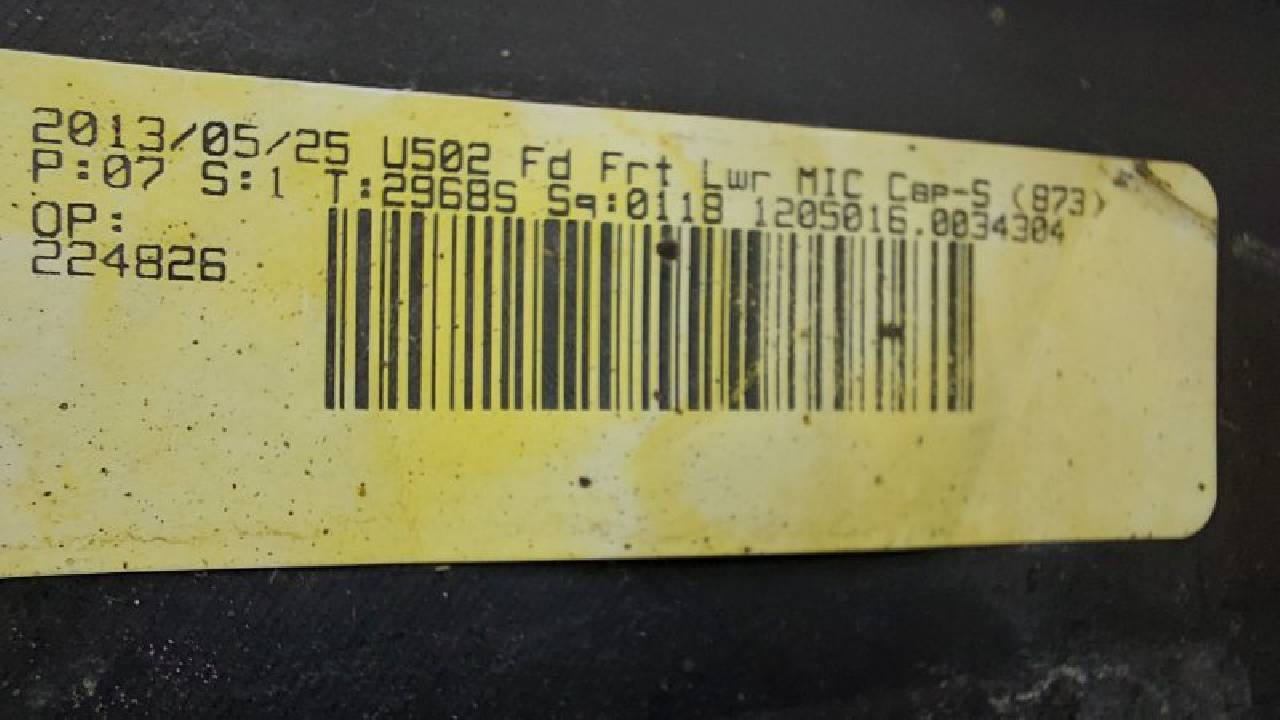 2013/05/25 U502 Fd Frt Lwr MIC Cap-S (873)
P:07 S:1 T:29685 Sq:0118 1205016.0034304
OP:
224826